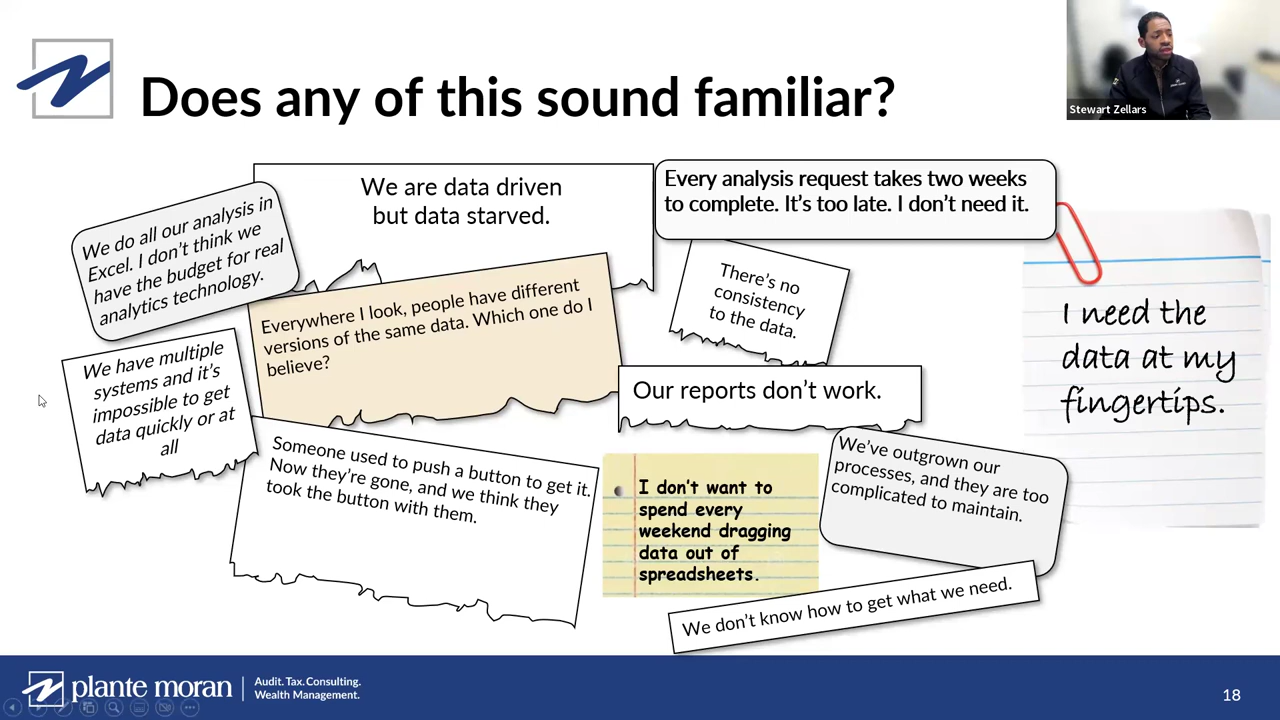 Stewart Zellars
Does any of this sound familiar?
We are data driven
but data starved.
Every analysis request takes two weeks
to complete. It's too late. I don't need it.
We do all our analysis in
Excel. I don't think we
have the budget for real
analytics technology.
Everywhere I look, people have different
versions of the same data. Which one do I
believe?
There's no
consistency
to the data.
I need the
data at my
fingertips.
We have multiple
systems and it's
impossible to get
data quickly or at
all
Our reports don't work.
Someone used to push a button to get it.
Now they're gone, and we think they
took the button with them.
I don't want to
spend every
weekend dragging
data out of
spreadsheets.
We've outgrown our
processes, and they are too
complicated to maintain.
We don't know how to get what we need.
plante moran
Audit. Tax. Consulting.
Wealth Management.
18